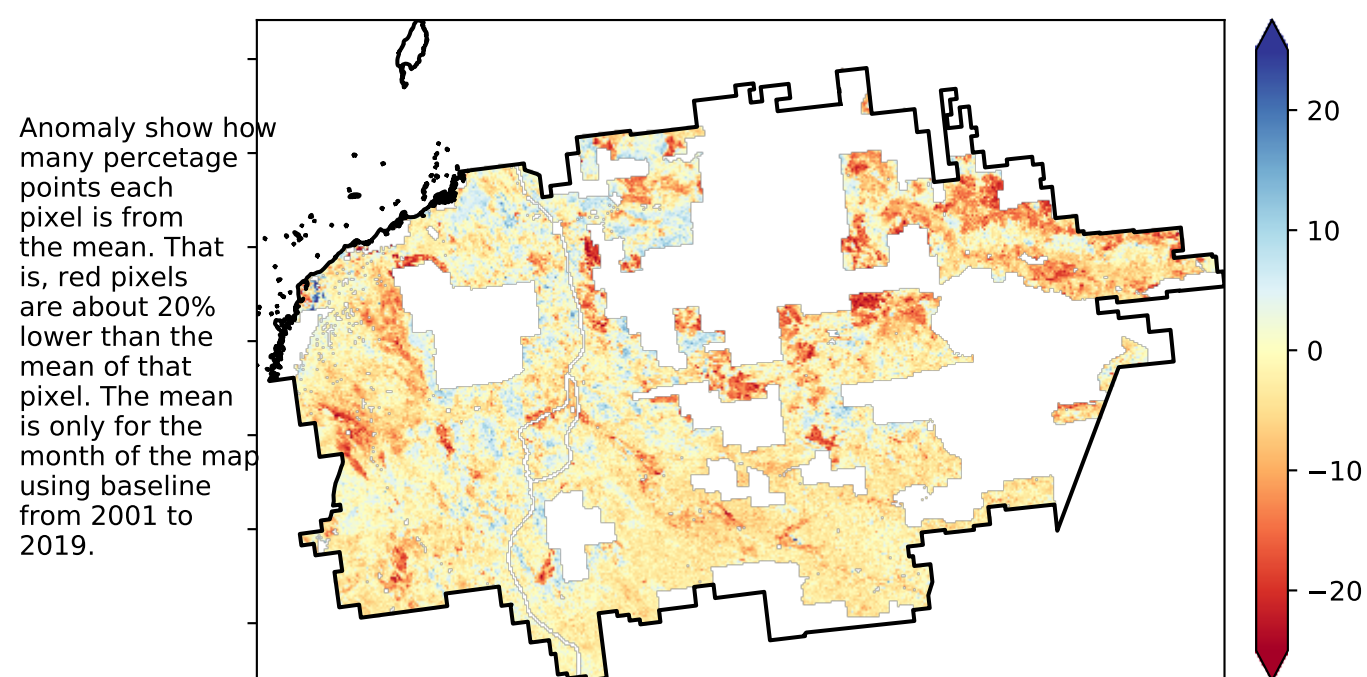 Anomaly show how
many percetage
points each
pixel is from
the mean. That
is, red pixels
are about 20%
lower than the
mean of that
pixel. The mean
is only for the
month of the map
using baseline
from 2001 to
2019.
20
10
0
−10
−20